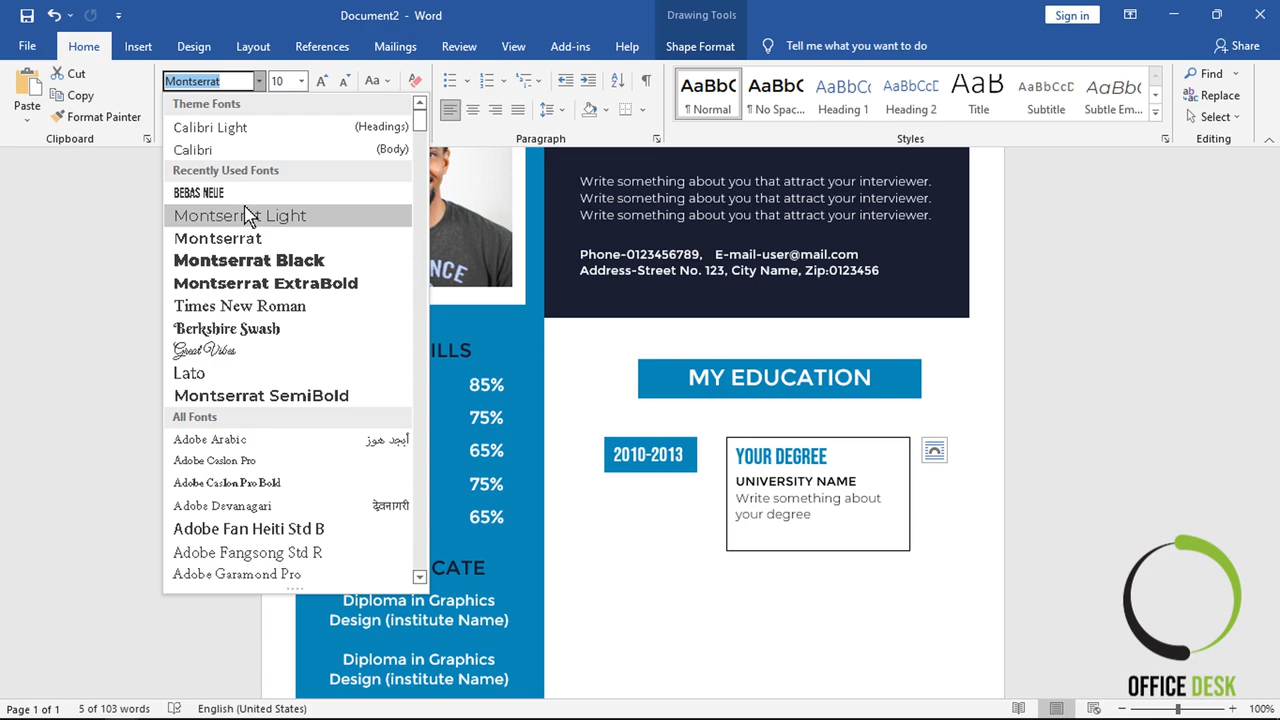 Document2 - Word
Drawing Tools
Sign in
File
Home
Insert
Design
Layout
References
Mailings
Review
View
Add-ins
Help
Shape Format
Tell me what you want to do
Share
Paste
Cut
Copy
Format Painter
Clipboard
Montserrat
10
Aa
Paragraph
AaBbC
¶ Normal
AaBbC
¶ No Spac...
AaBbC
Heading 1
AaBbCc
Heading 2
AaB
Title
AaBbCcD
Subtitle
AaBbCcD
Subtle Em...
Styles
Find
Replace
Select
Editing
Theme Fonts
Calibri Light (Headings)
Calibri (Body)
Recently Used Fonts
BEBAS NEUE
Montserrat Light
Montserrat
Montserrat Black
Montserrat ExtraBold
Times New Roman
Berkshire Swash
Great Vibes
Lato
Montserrat SemiBold
All Fonts
Adobe Arabic أبجد هوز
Adobe Caslon Pro
Adobe Caslon Pro Bold
Adobe Devanagari देवनागरी
Adobe Fan Heiti Std B
Adobe Fangsong Std R
Adobe Garamond Pro
NCE
Write something about you that attract your interviewer.
Write something about you that attract your interviewer.
Write something about you that attract your interviewer.
Phone-0123456789, E-mail-user@mail.com
Address-Street No. 123, City Name, Zip:0123456
ILLS
85%
75%
65%
75%
65%
CATE
Diploma in Graphics
Design (institute Name)
Diploma in Graphics
Design (institute Name)
MY EDUCATION
2010-2013
YOUR DEGREE
UNIVERSITY NAME
Write something about
your degree
OFFICE DESK
Page 1 of 1
5 of 103 words
English (United States)
100%